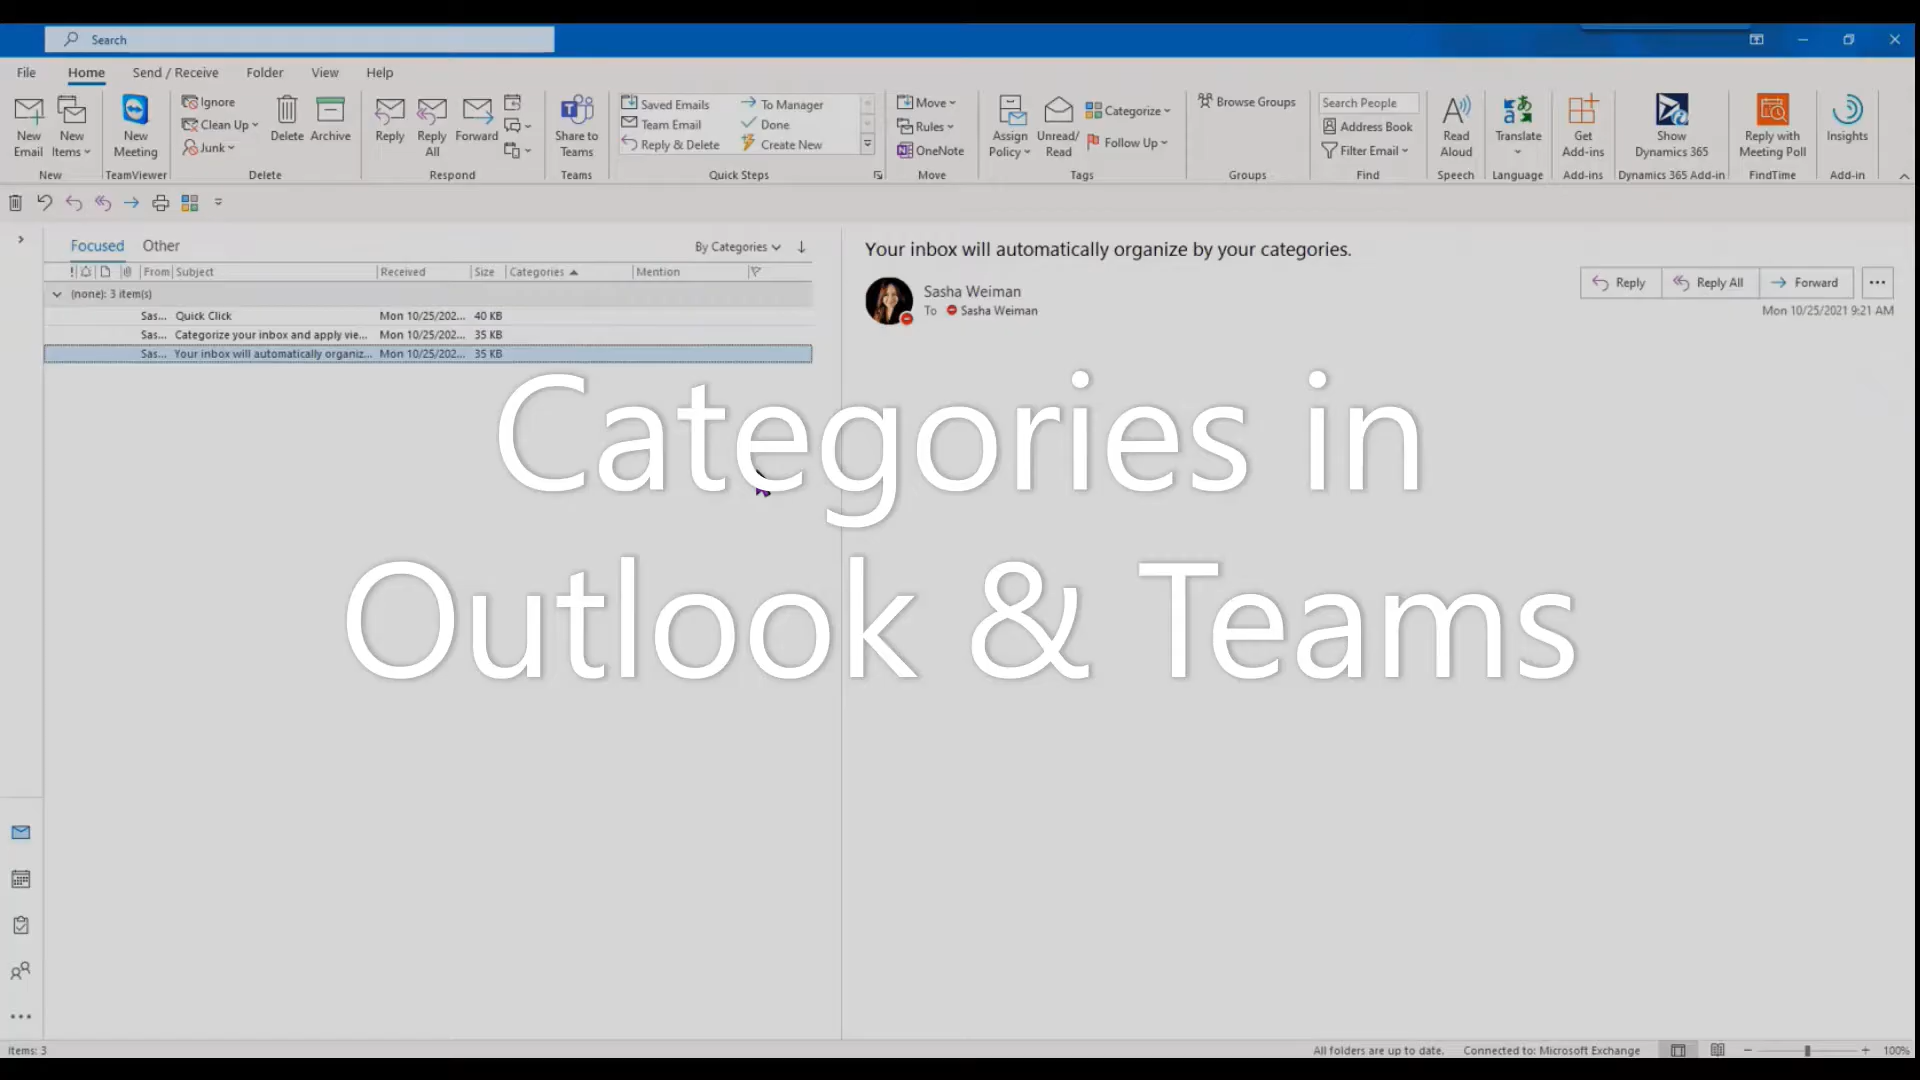 Search
File Home Send / Receive Folder View Help
New Email
New Items
New Meeting
Ignore
Clean Up
Junk
Delete
Archive
Reply
Reply All
Forward
Share to Teams
Saved Emails
Team Email
Reply & Delete
To Manager
Done
Create New
Move
Rules
OneNote
Assign Policy
Unread/ Read
Categorize
Follow Up
Browse Groups
Search People
Address Book
Filter Email
Read Aloud
Translate
Get Add-ins
Show Dynamics 365
Reply with Meeting Poll
Insights
New TeamViewer Delete Respond Teams Quick Steps Move Tags Groups Find Speech Language Add-ins Dynamics 365 Add-in FindTime Add-in
Focused Other By Categories
From Subject Received Size Categories Mention
(none): 3 item(s)
Sas... Quick Click Mon 10/25/202... 40 KB
Sas... Categorize your inbox and apply vie... Mon 10/25/202... 35 KB
Sas... Your inbox will automatically organiz... Mon 10/25/202... 35 KB
Your inbox will automatically organize by your categories.
Sasha Weiman
To Sasha Weiman
Reply Reply All Forward
Mon 10/25/2021 9:21 AM
Categories in
Outlook & Teams
Items: 3
All folders are up to date. Connected to: Microsoft Exchange 100%